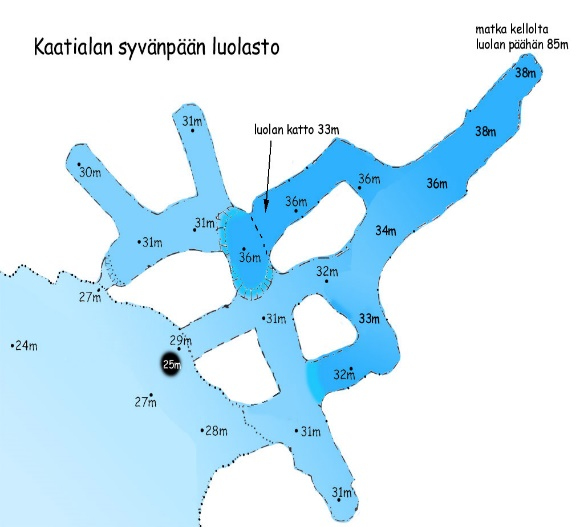 matka kellolta
luolan päähän 85m
Kaatialan syvänpään luolasto
38m
31m
luolan katto 33m
38m
30m
36m
36m
36m
31m
31m
34m
36m
32m
27m
31m
33m
29m
24m
25m
32m
27m
28m
31m
31m